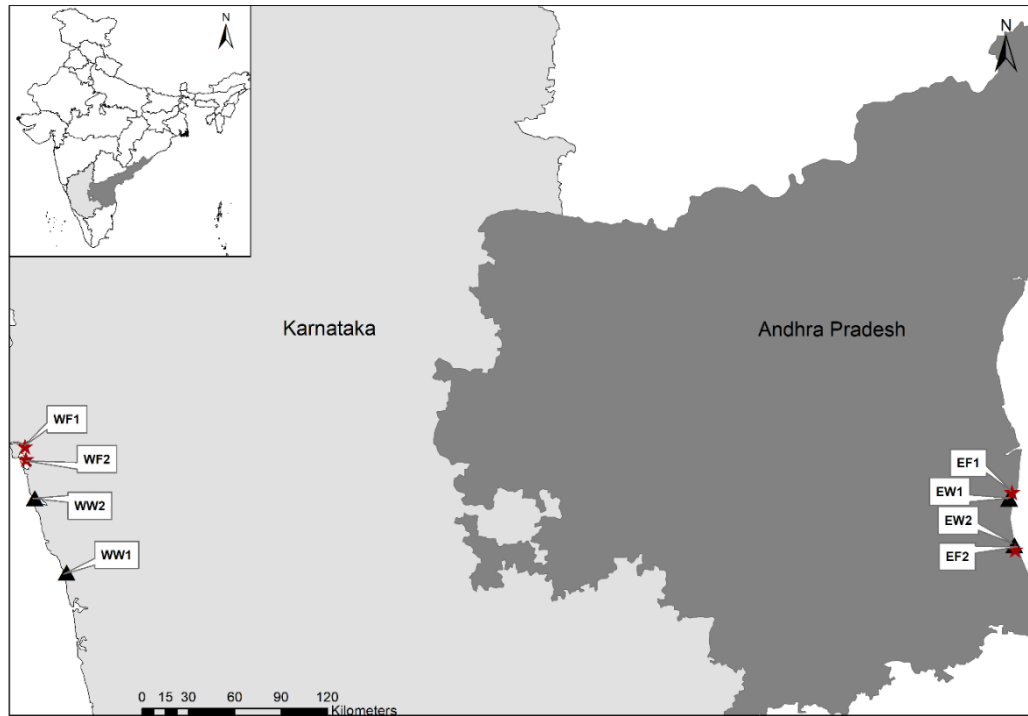 N
N
Karnataka
Andhra Pradesh
WF1
WF2
WW2
WW1
EF1
EW1
EW2
EF2
0 15 30 60 90 120
Kilometers